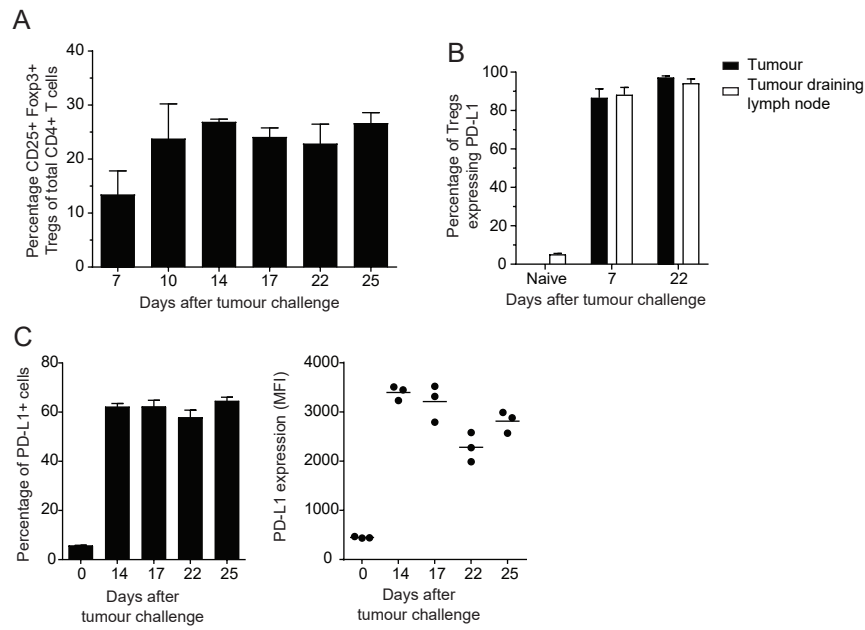 A
Percentage CD25+ Foxp3+
Tregs of total CD4+ T cells
40
30
20
10
0
7 10 14 17 22 25
Days after tumour challenge
B
Percentage of Tregs
expressing PD-L1
100
80
60
40
20
0
Naive 7 22
Days after tumour challenge
Tumour
Tumour draining
lymph node
C
Percentage of PD-L1+ cells
80
60
40
20
0
0 14 17 22 25
Days after
tumour challenge
PD-L1 expression (MFI)
4000
3000
2000
1000
0
0 14 17 22 25
Days after
tumour challenge